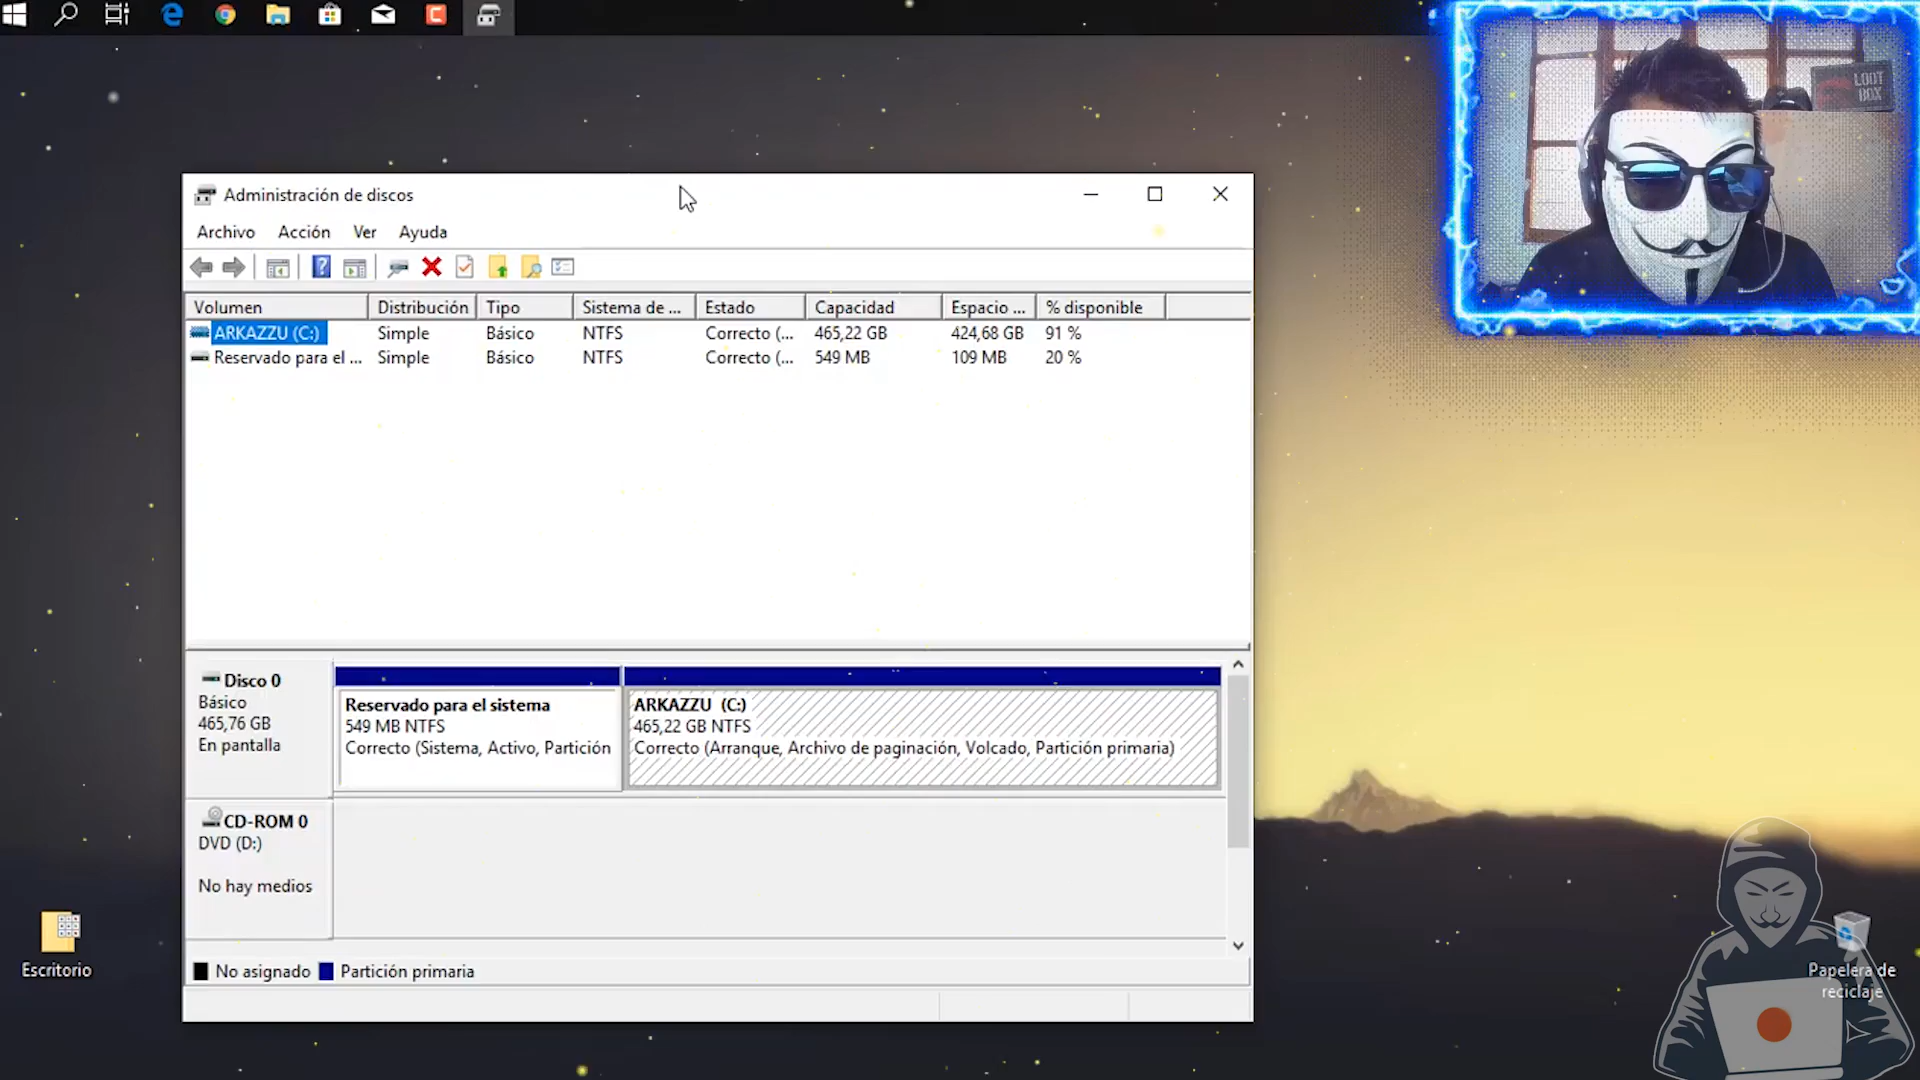 LOOT
BOX
Administración de discos
Archivo Acción Ver Ayuda
Volumen Distribución Tipo Sistema de ... Estado Capacidad Espacio ... % disponible
ARKAZZU (C:) Simple Básico NTFS Correcto (... 465,22 GB 424,68 GB 91 %
Reservado para el ... Simple Básico NTFS Correcto (... 549 MB 109 MB 20 %
Disco 0
Básico
465,76 GB
En pantalla
Reservado para el sistema
549 MB NTFS
Correcto (Sistema, Activo, Partición
ARKAZZU (C:)
465,22 GB NTFS
Correcto (Arranque, Archivo de paginación, Volcado, Partición primaria)
CD-ROM 0
DVD (D:)
No hay medios
No asignado Partición primaria
Escritorio
Papelera de
reciclaje